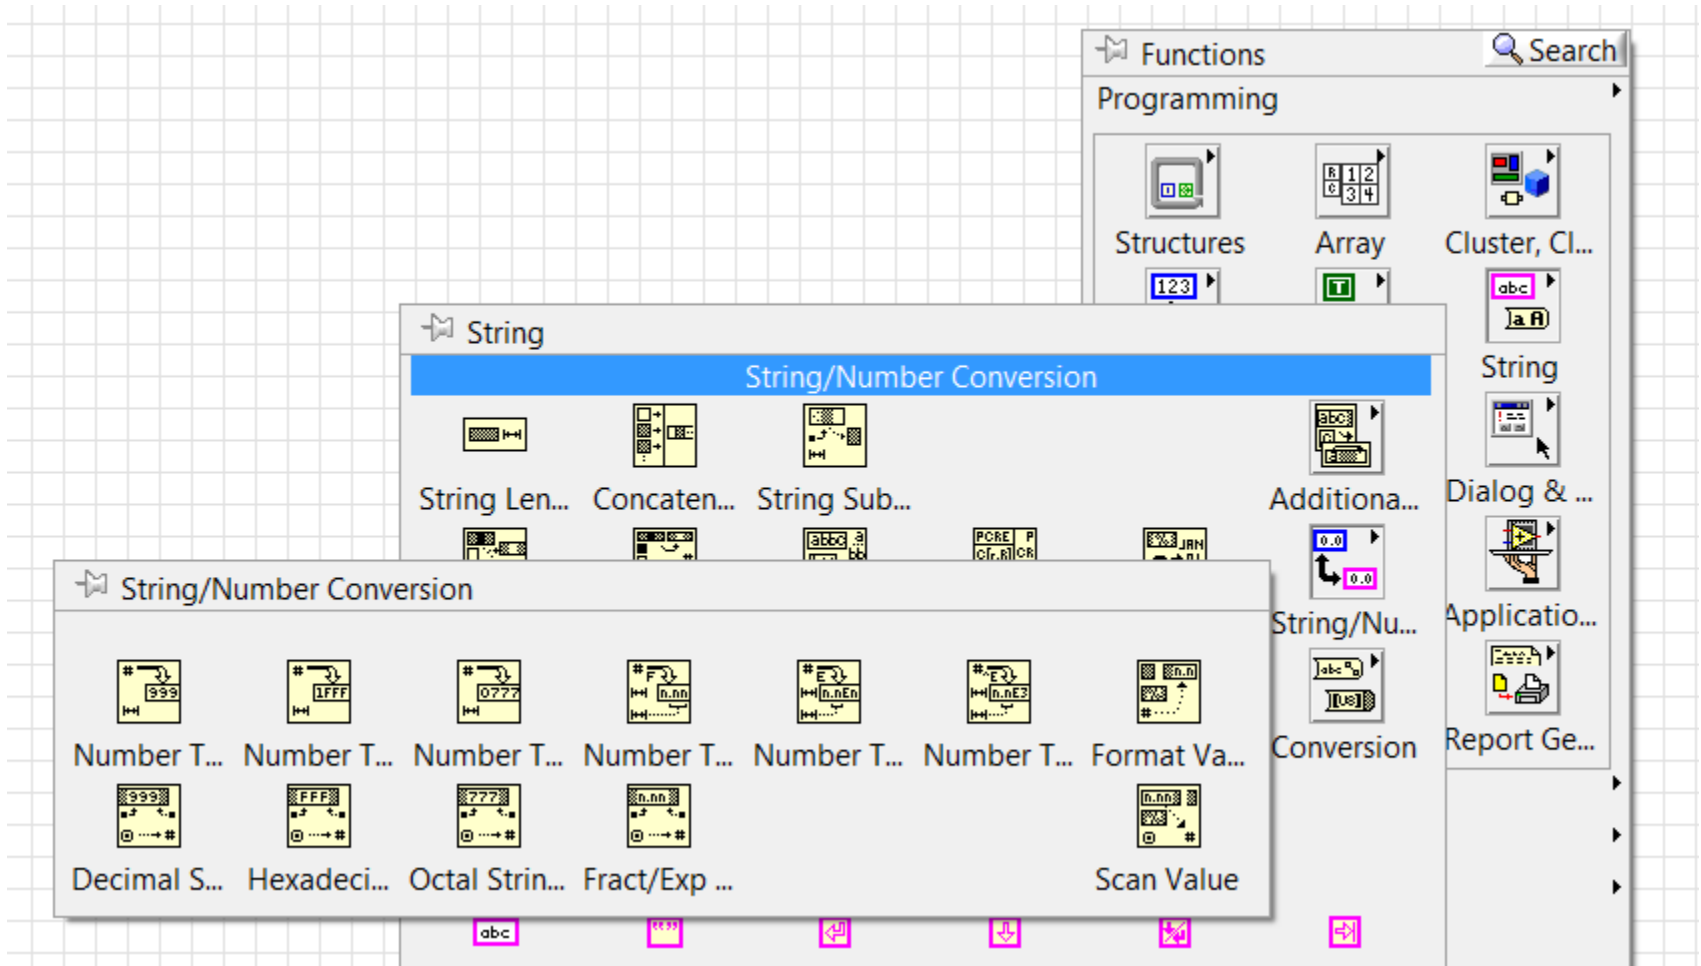 Functions
Search
Programming
Structures
Array
Cluster, Cl...
123
T
abc
String
String
String/Number Conversion
String Len...
Concaten...
String Sub...
Additiona...
Dialog & ...
String/Number Conversion
String/Nu...
Applicatio...
Number T...
Number T...
Number T...
Number T...
Number T...
Number T...
Format Va...
Conversion
Report Ge...
Decimal S...
Hexadeci...
Octal Strin...
Fract/Exp ...
Scan Value
abc